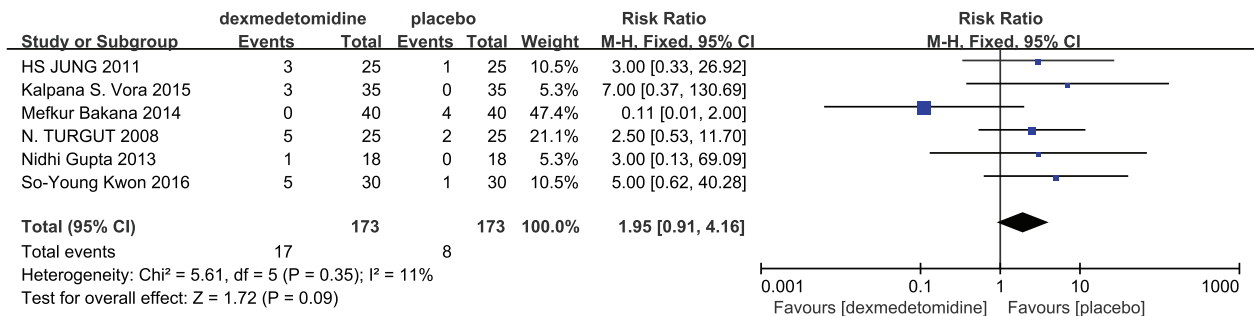 dexmedetomidine placebo Risk Ratio Risk Ratio
Study or Subgroup Events Total Events Total Weight M-H, Fixed, 95% CI M-H, Fixed, 95% CI
HS JUNG 2011 3 25 1 25 10.5% 3.00 [0.33, 26.92]
Kalpana S. Vora 2015 3 35 0 35 5.3% 7.00 [0.37, 130.69]
Mefkur Bakana 2014 0 40 4 40 47.4% 0.11 [0.01, 2.00]
N. TURGUT 2008 5 25 2 25 21.1% 2.50 [0.53, 11.70]
Nidhi Gupta 2013 1 18 0 18 5.3% 3.00 [0.13, 69.09]
So-Young Kwon 2016 5 30 1 30 10.5% 5.00 [0.62, 40.28]
Total (95% CI) 173 173 100.0% 1.95 [0.91, 4.16]
Total events 17 8
Heterogeneity: Chi² = 5.61, df = 5 (P = 0.35); I² = 11%
Test for overall effect: Z = 1.72 (P = 0.09)
0.001 0.1 1 10 1000
Favours [dexmedetomidine] Favours [placebo]